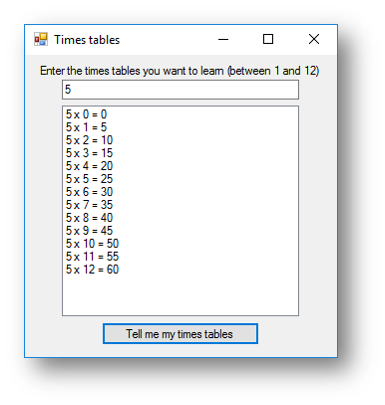 Times tables
Enter the times tables you want to learn (between 1 and 12)
5
5 x 0 = 0
5 x 1 = 5
5 x 2 = 10
5 x 3 = 15
5 x 4 = 20
5 x 5 = 25
5 x 6 = 30
5 x 7 = 35
5 x 8 = 40
5 x 9 = 45
5 x 10 = 50
5 x 11 = 55
5 x 12 = 60
Tell me my times tables